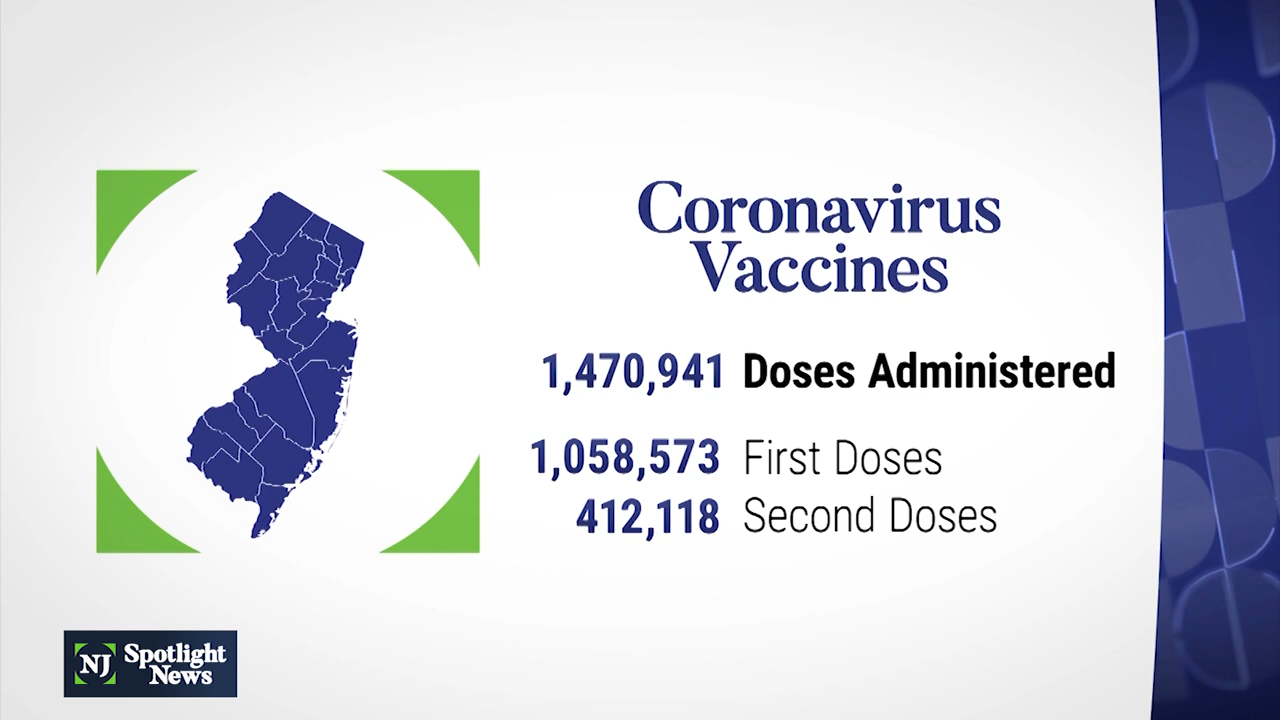 Coronavirus
Vaccines
1,470,941 Doses Administered
1,058,573 First Doses
412,118 Second Doses
NJ Spotlight
News